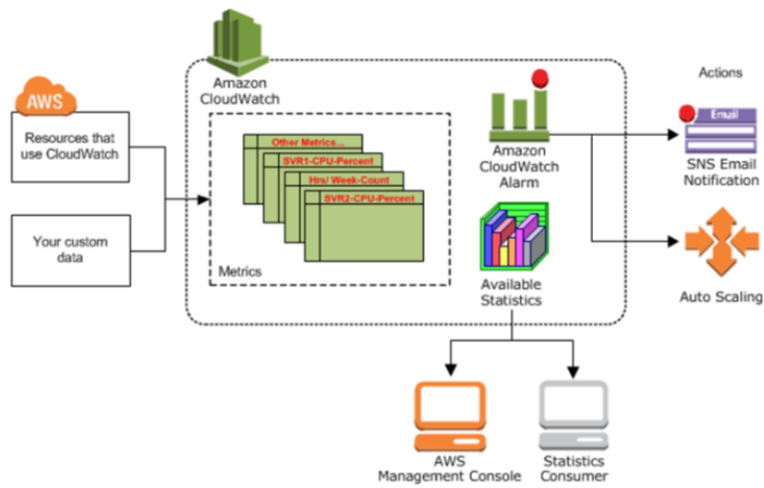 Amazon
CloudWatch
AWS
Resources that
use CloudWatch
Your custom
data
Other Metrics...
SVR1-CPU-Percent
Hrs/ Week-Count
SVR2-CPU-Percent
Metrics
Amazon
CloudWatch
Alarm
Available
Statistics
Actions
Email
SNS Email
Notification
Auto Scaling
AWS
Management Console
Statistics
Consumer